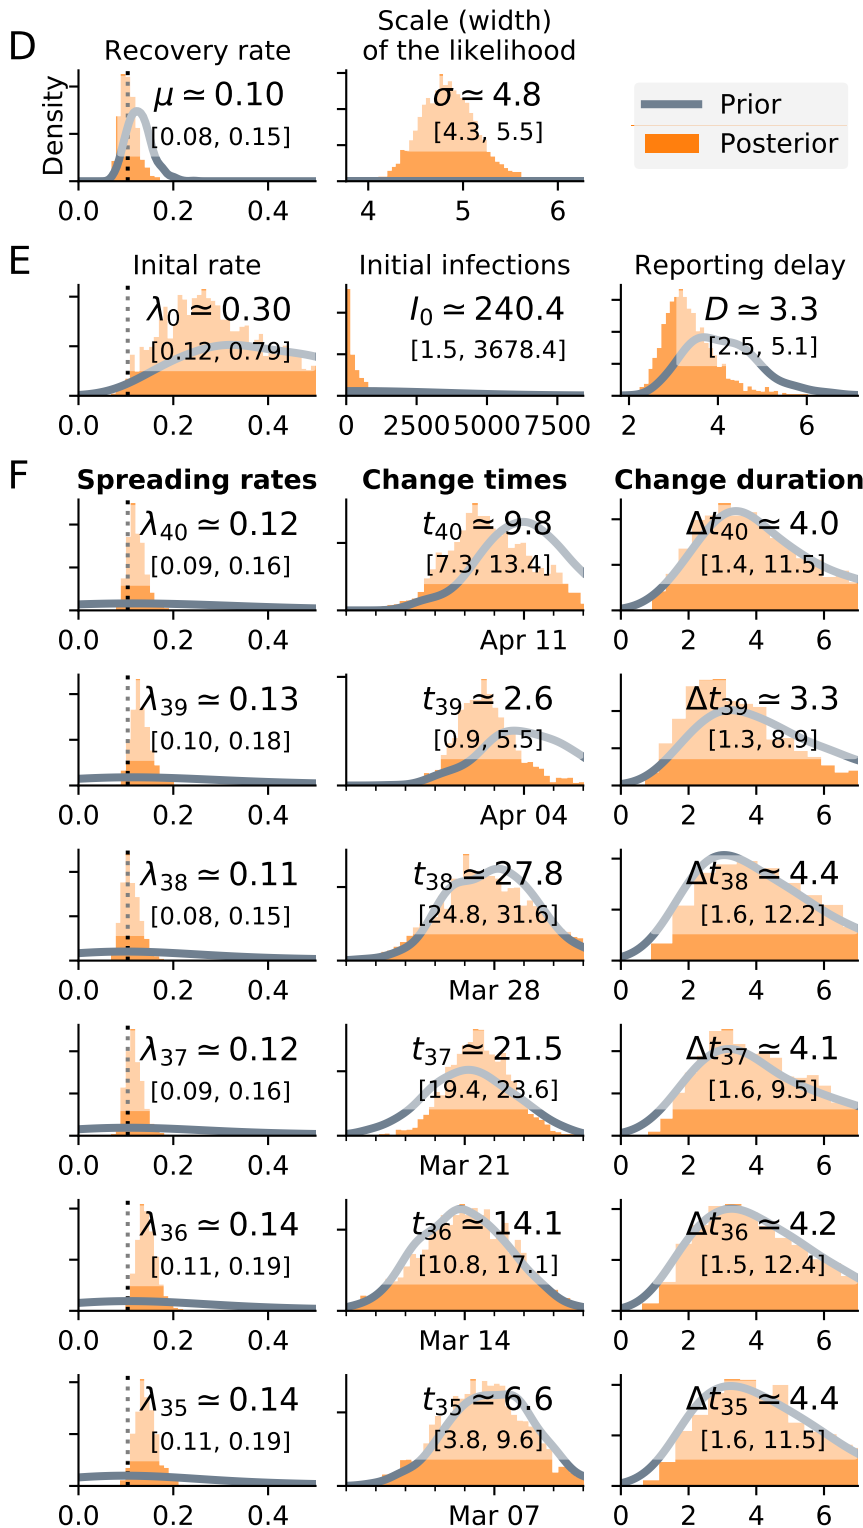 D
Recovery rate
Scale (width)
of the likelihood
Density
μ ≃ 0.10
[0.08, 0.15]
0.0 0.2 0.4
σ ≃ 4.8
[4.3, 5.5]
4 5 6
Prior
Posterior
E
Inital rate
Initial infections
Reporting delay
λ₀ ≃ 0.30
[0.12, 0.79]
0.0 0.2 0.4
I₀ ≃ 240.4
[1.5, 3678.4]
0 2500 5000 7500
D ≃ 3.3
[2.5, 5.1]
2 4 6
F
Spreading rates
Change times
Change duration
λ₄₀ ≃ 0.12
[0.09, 0.16]
0.0 0.2 0.4
t₄₀ ≃ 9.8
[7.3, 13.4]
Apr 11
Δt₄₀ ≃ 4.0
[1.4, 11.5]
0 2 4 6
λ₃₉ ≃ 0.13
[0.10, 0.18]
0.0 0.2 0.4
t₃₉ ≃ 2.6
[0.9, 5.5]
Apr 04
Δt₃₉ ≃ 3.3
[1.3, 8.9]
0 2 4 6
λ₃₈ ≃ 0.11
[0.08, 0.15]
0.0 0.2 0.4
t₃₈ ≃ 27.8
[24.8, 31.6]
Mar 28
Δt₃₈ ≃ 4.4
[1.6, 12.2]
0 2 4 6
λ₃₇ ≃ 0.12
[0.09, 0.16]
0.0 0.2 0.4
t₃₇ ≃ 21.5
[19.4, 23.6]
Mar 21
Δt₃₇ ≃ 4.1
[1.6, 9.5]
0 2 4 6
λ₃₆ ≃ 0.14
[0.11, 0.19]
0.0 0.2 0.4
t₃₆ ≃ 14.1
[10.8, 17.1]
Mar 14
Δt₃₆ ≃ 4.2
[1.5, 12.4]
0 2 4 6
λ₃₅ ≃ 0.14
[0.11, 0.19]
0.0 0.2 0.4
t₃₅ ≃ 6.6
[3.8, 9.6]
Mar 07
Δt₃₅ ≃ 4.4
[1.6, 11.5]
0 2 4 6